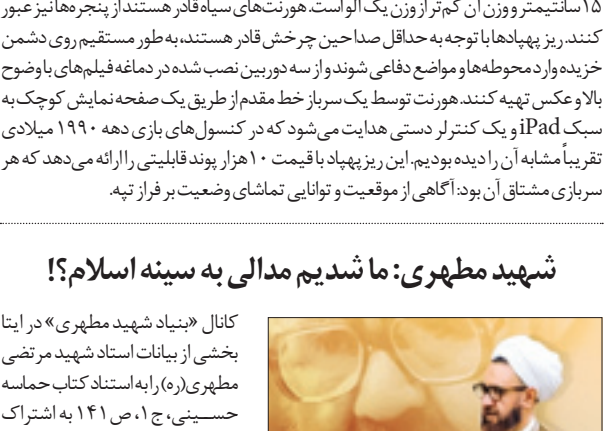 ۱۵ سانتیمتر و وزن آن کم‌تر از وزن یک آلو است. هورنت‌های سیاه قادر هستند از پنجره‌ها نیز عبور
کنند. ریز پهپادها با توجه به حداقل صدا حین چرخش قادر هستند، به‌طور مستقیم روی دشمن
خزیده وارد محوطه‌ها و مواضع دفاعی شوند و از سه دوربین نصب شده در دماغه فیلم‌های با وضوح
بالا و عکس تهیه کنند. هورنت توسط یک سرباز خط مقدم از طریق یک صفحه نمایش کوچک به
سبک iPad و یک کنترلر دستی هدایت می‌شود که در کنسول‌های بازی دهه ۱۹۹۰ میلادی
تقریباً مشابه آن را دیده بودیم. این ریز پهپاد با قیمت ۱۰ هزار پوند قابلیتی را ارائه می‌دهد که هر
سربازی مشتاق آن بود: آگاهی از موقعیت و توانایی تماشای وضعیت بر فراز تپه.
شهید مطهری: ما شدیم مدالی به سینه اسلام؟!
کانال «بنیاد شهید مطهری» در ایتا
بخشی از بیانات استاد شهید مرتضی
مطهری(ره) را به استناد کتاب حماسه
حسینی، ج۱، ص ۱۴۱ به اشتراک